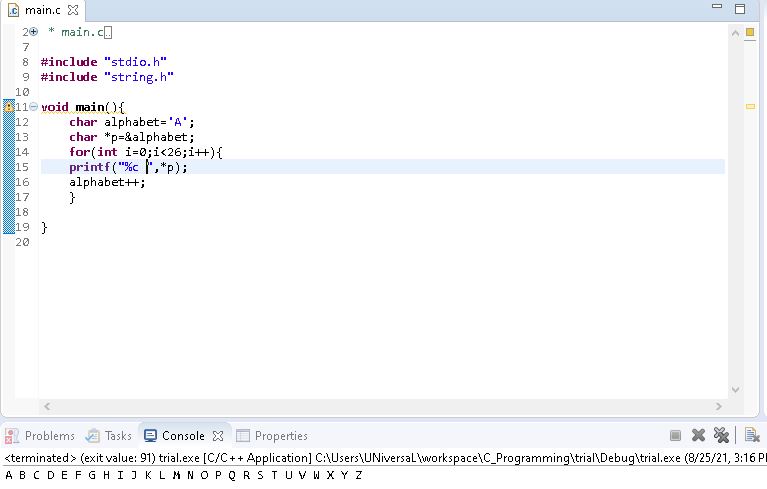 main.c
2 * main.c
7
8 #include "stdio.h"
9 #include "string.h"
10
11 void main(){
12 char alphabet='A';
13 char *p=&alphabet;
14 for(int i=0;i<26;i++){
15 printf("%c ",*p);
16 alphabet++;
17 }
18
19 }
20
Problems Tasks Console Properties
<terminated> (exit value: 91) trial.exe [C/C++ Application] C:\Users\UNiversaL\workspace\C_Programming\trial\Debug\trial.exe (8/25/21, 3:16 P
A B C D E F G H I J K L M N O P Q R S T U V W X Y Z